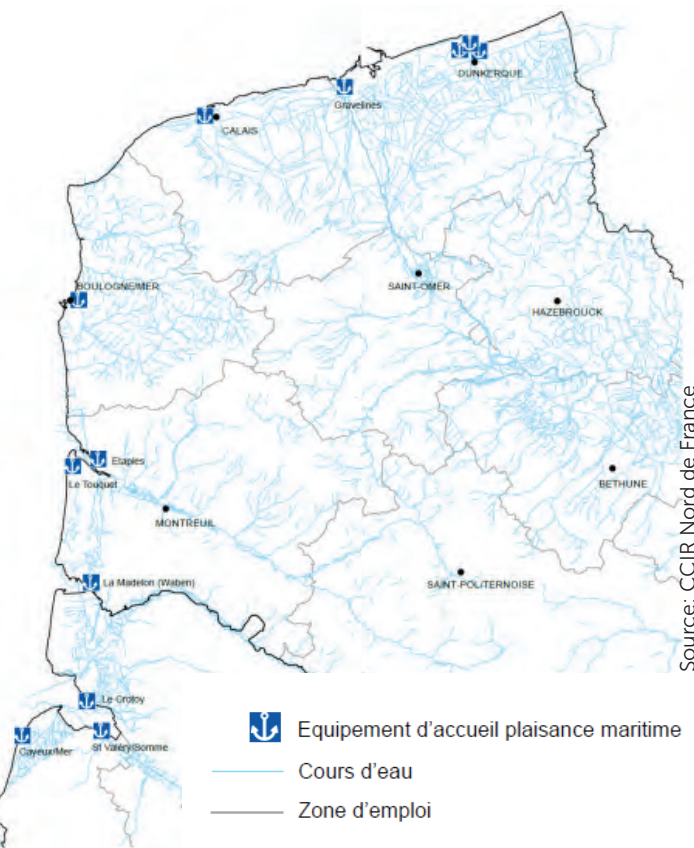 DUNKERQUE
Gravelines
CALAIS
BOULOGNE/MER
SAINT-OMER
HAZEBROUCK
Etaples
Le Touquet
BETHUNE
MONTREUIL
La Madelon (Waben)
SAINT-POL/TERNOISE
Le Crotoy
Cayeux/Mer
St Valéry/Somme
Equipement d'accueil plaisance maritime
Cours d'eau
Zone d'emploi
Source: CCIR Nord de France